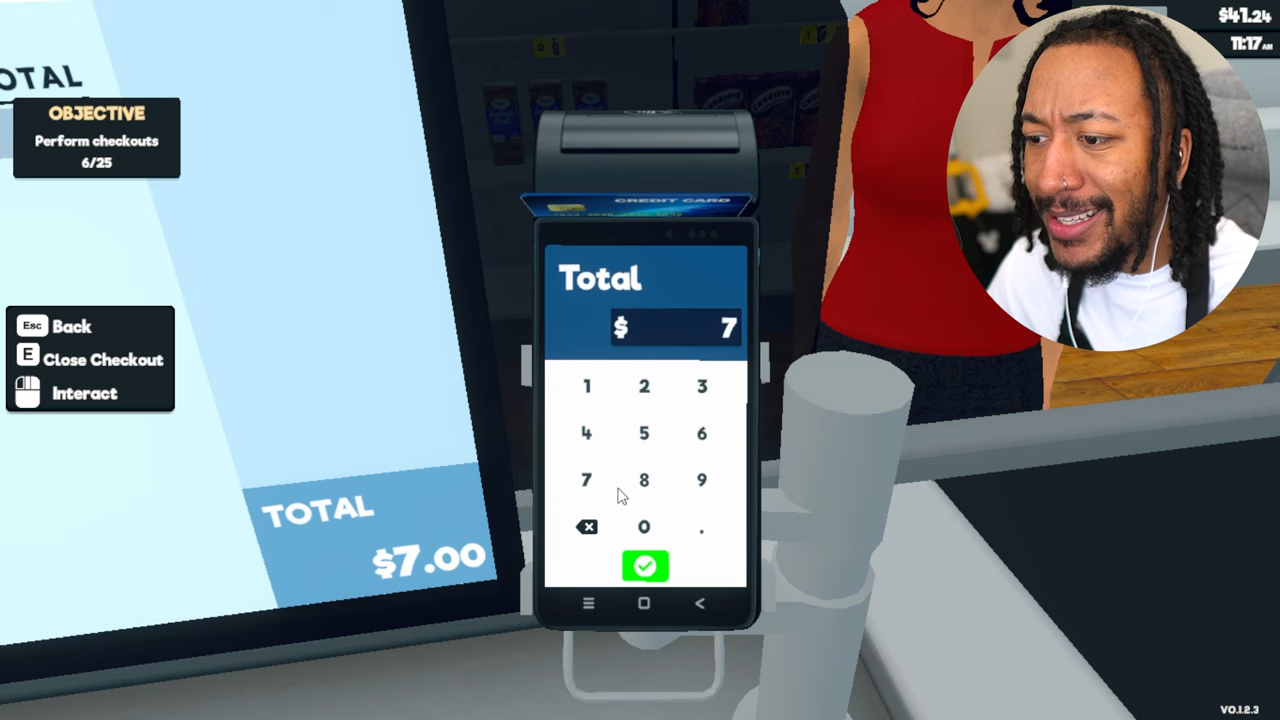 OTAL
OBJECTIVE
Perform checkouts
6/25
Esc Back
E Close Checkout
Interact
TOTAL
$7.00
CREDIT CARD
Total
$ 7
1 2 3
4 5 6
7 8 9
0 .
$41.24
11:17 AM
V0.1.2.3